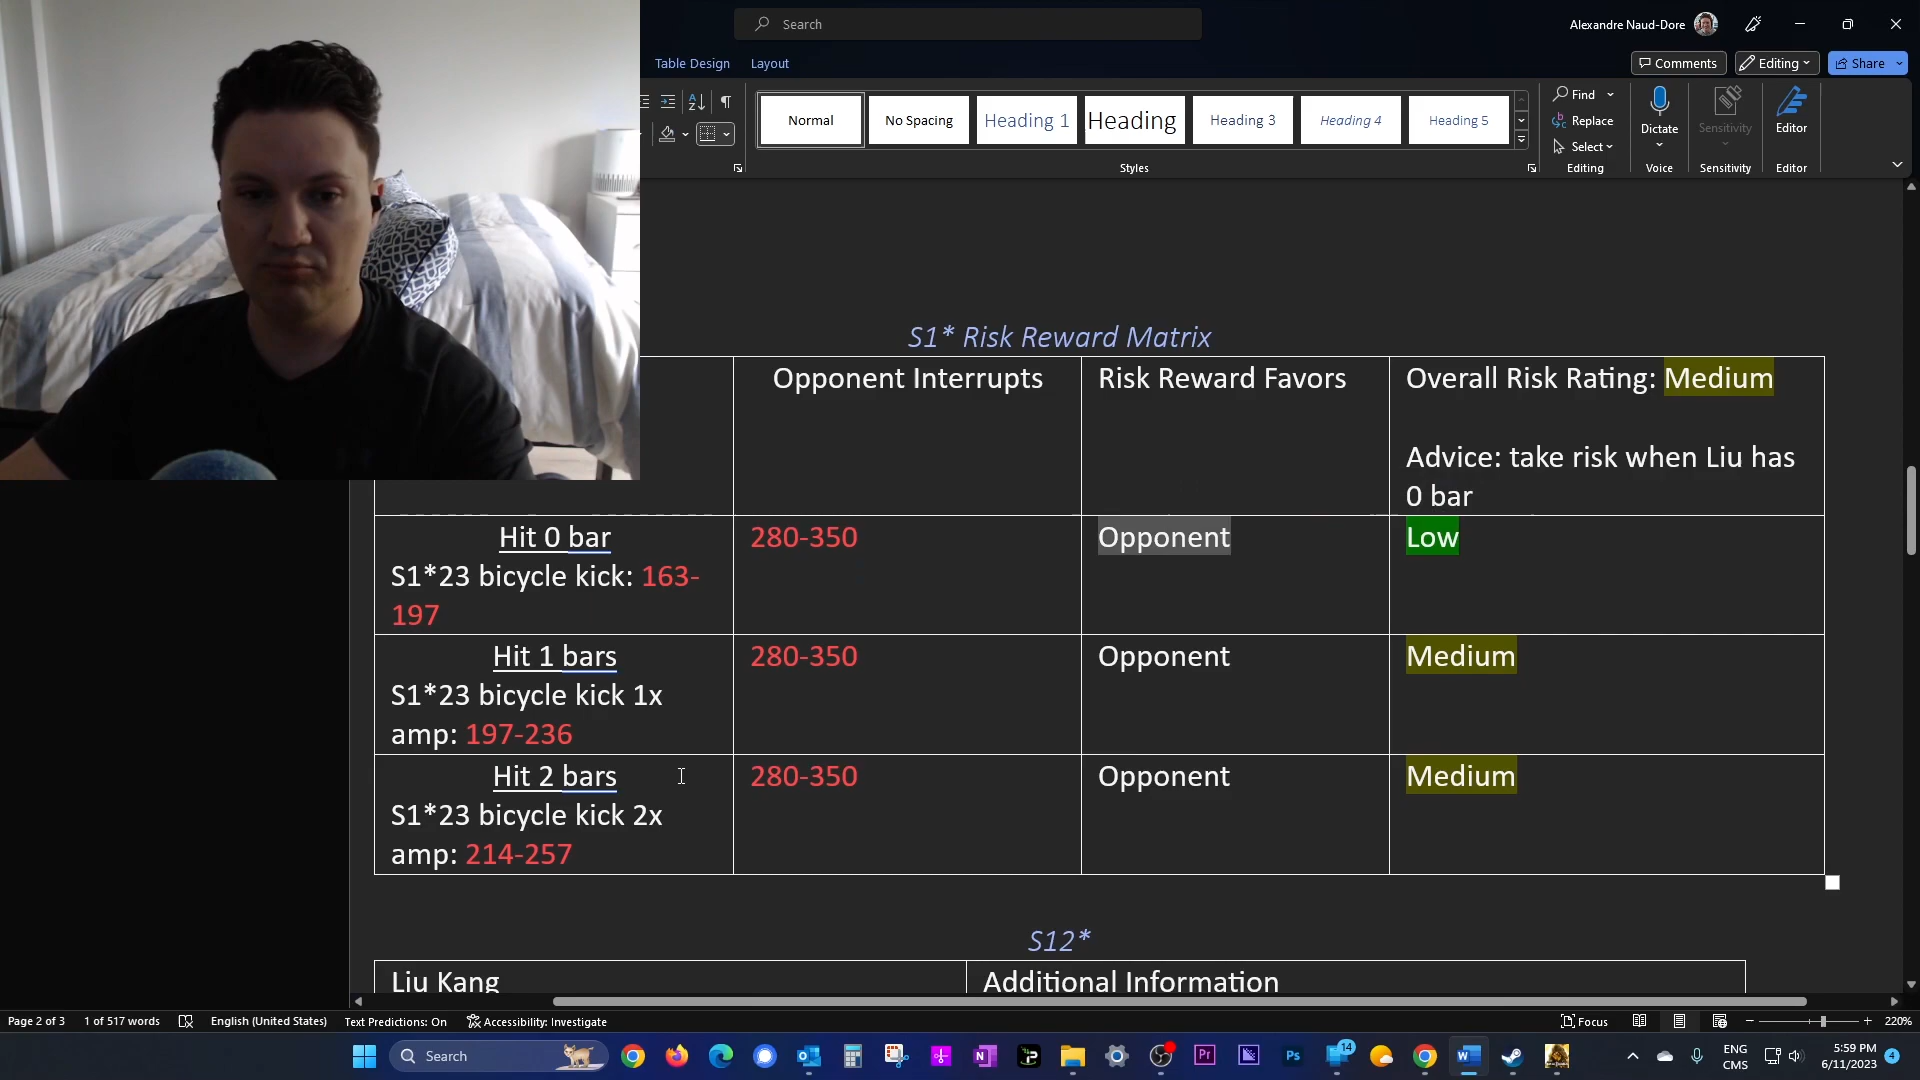 Search
Alexandre Naud-Dore
Table Design
Layout
Comments
Editing
Share
Normal
No Spacing
Heading 1
Heading
Heading 3
Heading 4
Heading 5
Styles
Find
Replace
Select
Editing
Dictate
Voice
Sensitivity
Sensitivity
Editor
Editor
S1* Risk Reward Matrix
Opponent Interrupts
Risk Reward Favors
Overall Risk Rating: Medium
Advice: take risk when Liu has
0 bar
Hit 0 bar
S1*23 bicycle kick: 163-
197
280-350
Opponent
Low
Hit 1 bars
S1*23 bicycle kick 1x
amp: 197-236
280-350
Opponent
Medium
Hit 2 bars
S1*23 bicycle kick 2x
amp: 214-257
280-350
Opponent
Medium
S12*
Liu Kang
Additional Information
Page 2 of 3
1 of 517 words
English (United States)
Text Predictions: On
Accessibility: Investigate
Focus
220%
Search
14
ENG
CMS
5:59 PM
6/11/2023
4